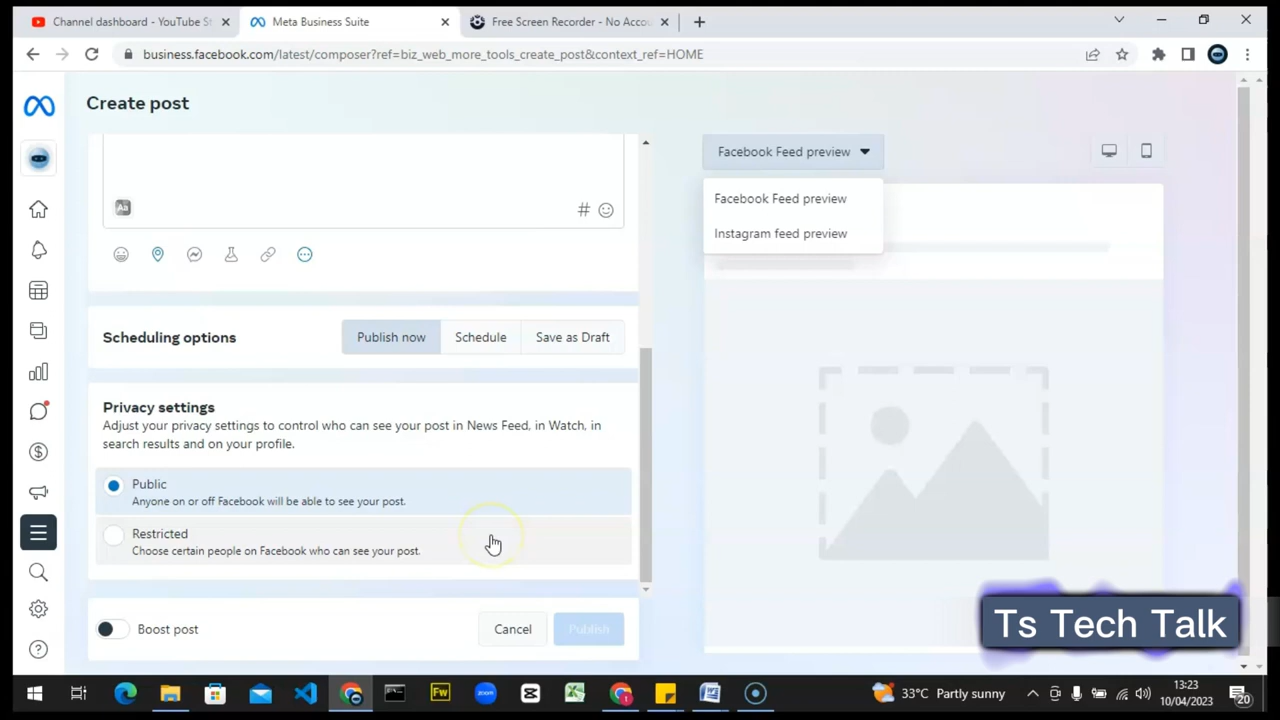 Channel dashboard - YouTube St
Meta Business Suite
Free Screen Recorder - No Accou
business.facebook.com/latest/composer?ref=biz_web_more_tools_create_post&context_ref=HOME
Create post
Facebook Feed preview
Facebook Feed preview
Instagram feed preview
Aa
#
Scheduling options
Publish now
Schedule
Save as Draft
Privacy settings
Adjust your privacy settings to control who can see your post in News Feed, in Watch, in
search results and on your profile.
Public
Anyone on or off Facebook will be able to see your post.
Restricted
Choose certain people on Facebook who can see your post.
Boost post
Cancel
Publish
Ts Tech Talk
Fw
zoom
33°C Partly sunny
13:23
10/04/2023
20